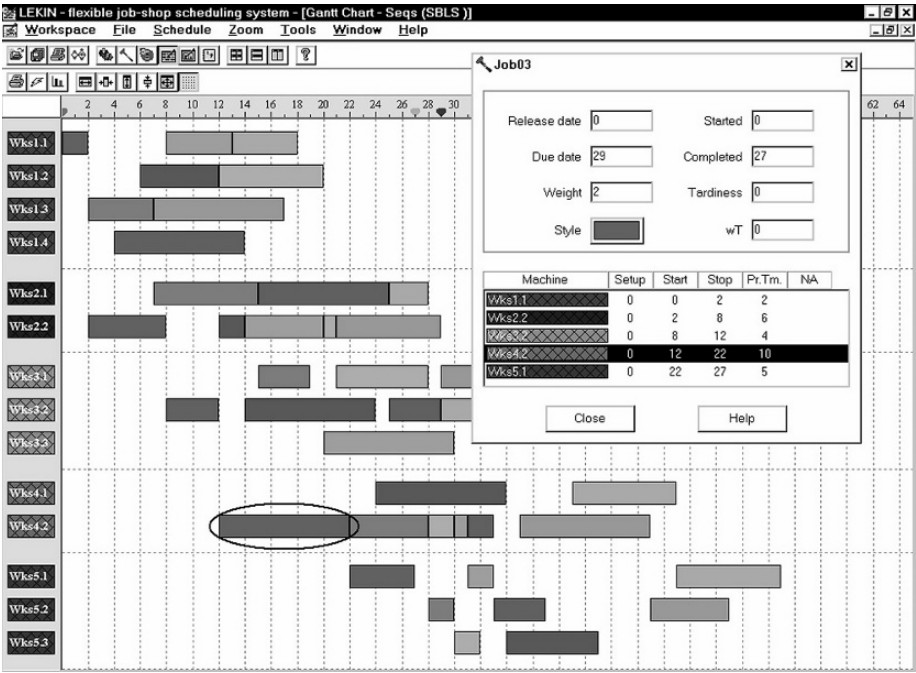 LEKIN - flexible job-shop scheduling system - [Gantt Chart - Seqs (SBLS )]
Workspace File Schedule Zoom Tools Window Help
Job03
2 4 6 8 10 12 14 16 18 20 22 24 26 28 30 62 64
Release date 0 Started 0
Due date 29 Completed 27
Weight 2 Tardiness 0
Style wT 0
Machine Setup Start Stop Pr.Tm. NA
Wks1.1 0 0 2 2
Wks2.2 0 2 8 6
Wks3.2 0 8 12 4
Wks4.2 0 12 22 10
Wks5.1 0 22 27 5
Close Help
Wks1.1
Wks1.2
Wks1.3
Wks1.4
Wks2.1
Wks2.2
Wks3.1
Wks3.2
Wks3.3
Wks4.1
Wks4.2
Wks5.1
Wks5.2
Wks5.3